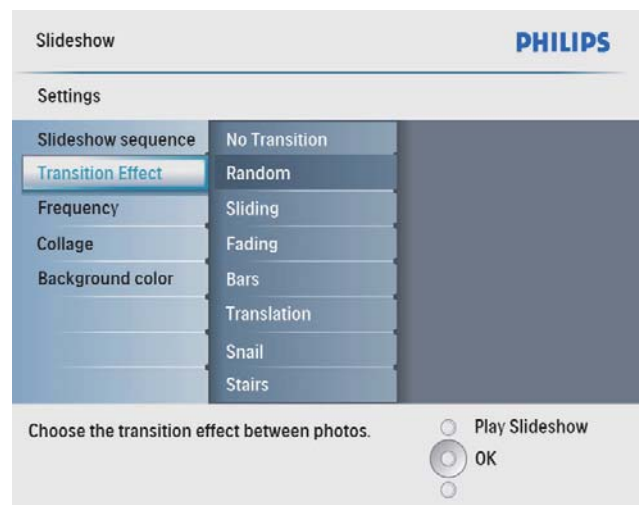 Slideshow
PHILIPS
Settings
Slideshow sequence
Transition Effect
Frequency
Collage
Background color
No Transition
Random
Sliding
Fading
Bars
Translation
Snail
Stairs
Choose the transition effect between photos.
Play Slideshow
OK